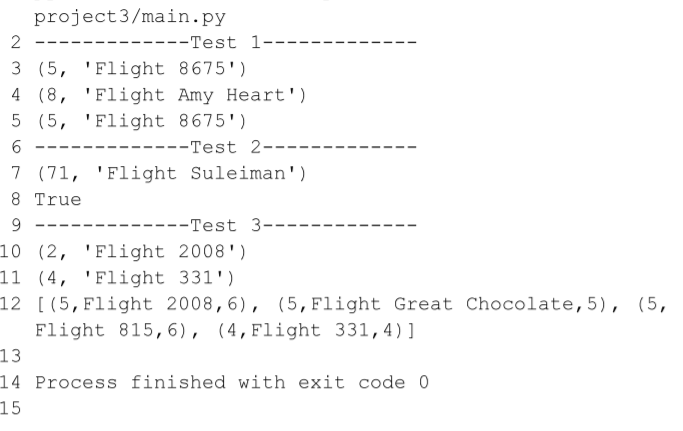 project3/main.py
2 -------------Test 1-------------
3 (5, 'Flight 8675')
4 (8, 'Flight Amy Heart')
5 (5, 'Flight 8675')
6 -------------Test 2-------------
7 (71, 'Flight Suleiman')
8 True
9 -------------Test 3-------------
10 (2, 'Flight 2008')
11 (4, 'Flight 331')
12 [(5,Flight 2008,6), (5,Flight Great Chocolate,5), (5,
Flight 815,6), (4,Flight 331,4)]
13
14 Process finished with exit code 0
15